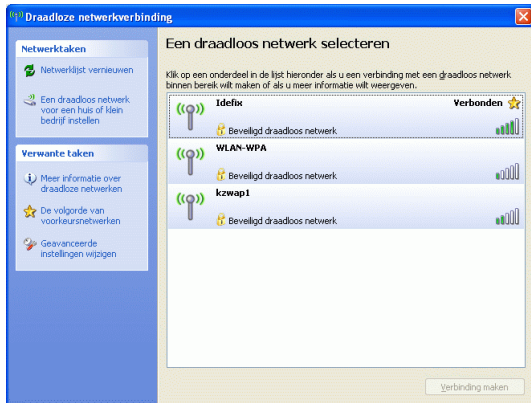 Draadloze netwerkverbinding
Netwerktaken
Netwerklijst vernieuwen
Een draadloos netwerk
voor een huis of klein
bedrijf instellen
Verwante taken
Meer informatie over
draadloze netwerken
De volgorde van
voorkeursnetwerken
Geavanceerde
instellingen wijzigen
Een draadloos netwerk selecteren
Klik op een onderdeel in de lijst hieronder als u een verbinding met een draadloos netwerk
binnen bereik wilt maken of als u meer informatie wilt weergeven.
Idefix Verbonden
Beveiligd draadloos netwerk
WLAN-WPA
Beveiligd draadloos netwerk
kzwap1
Beveiligd draadloos netwerk
Verbinding maken